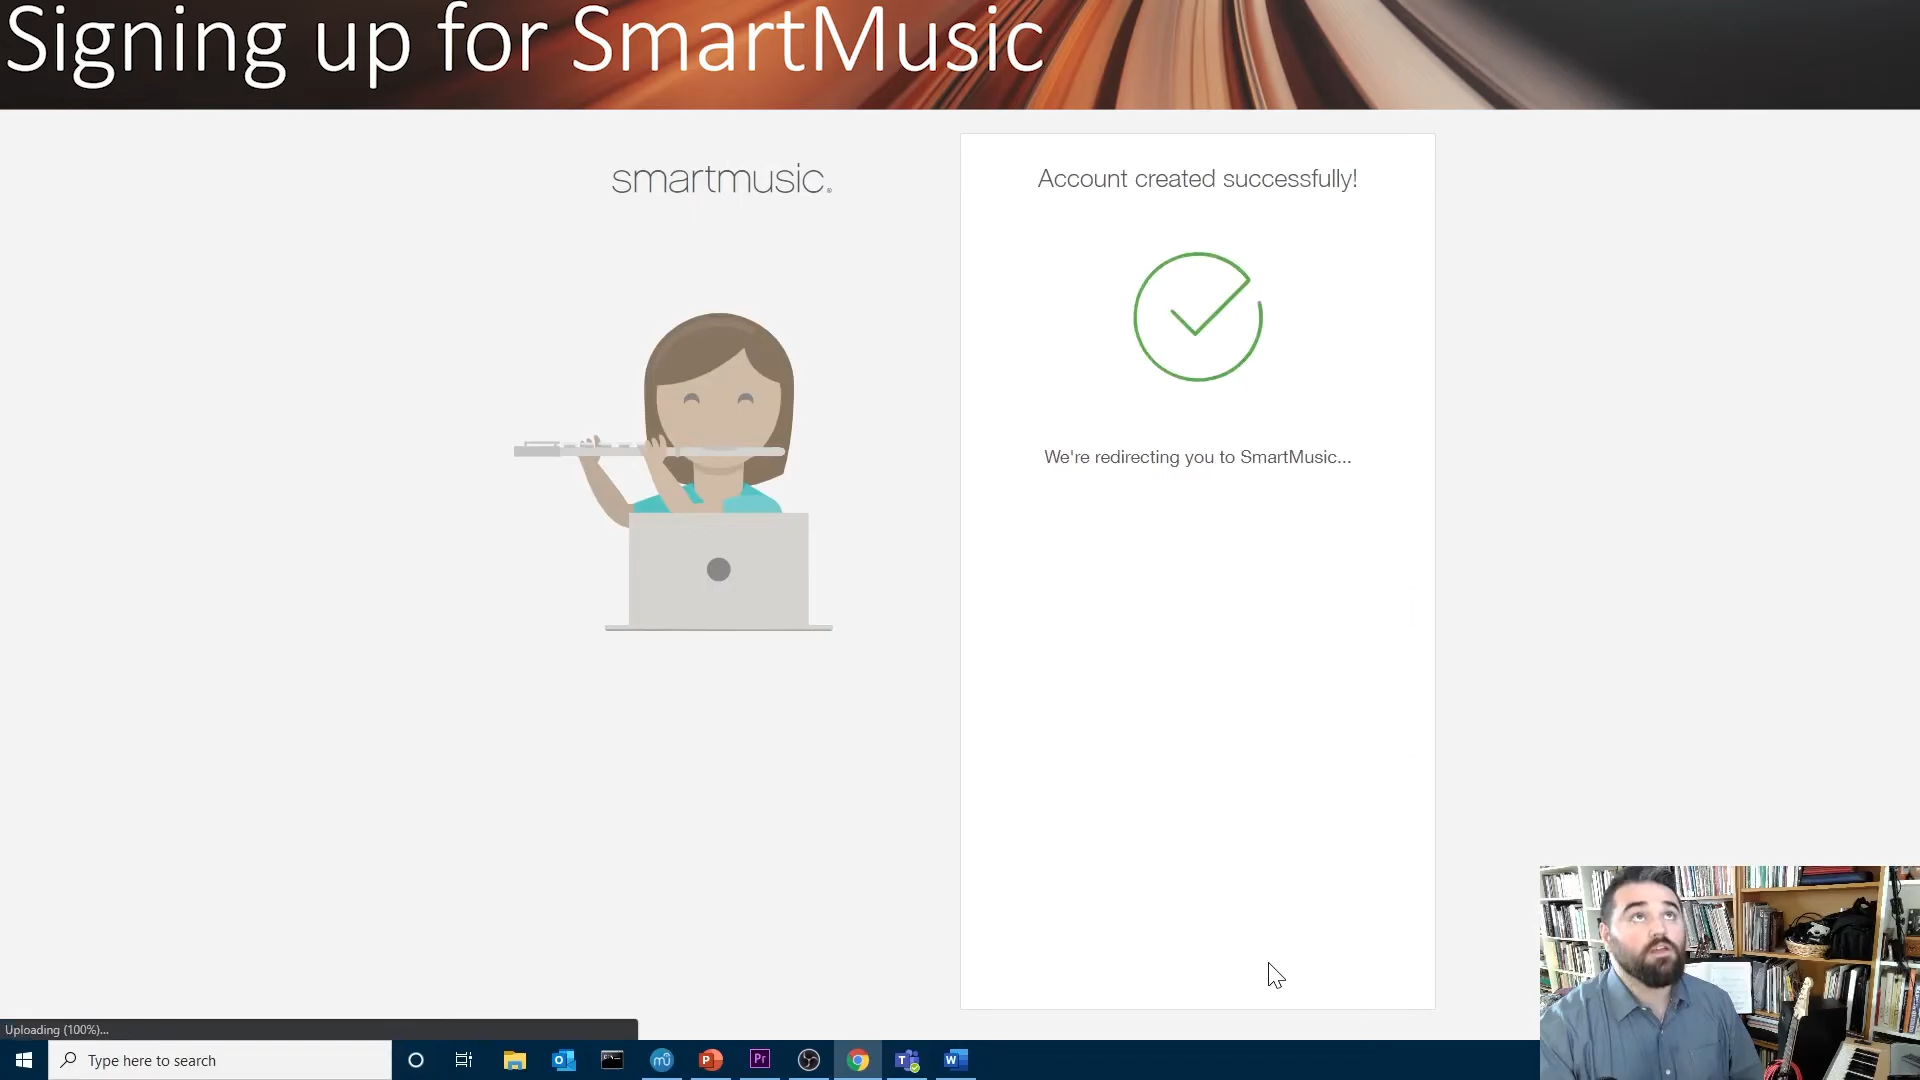 Signing up for SmartMusic
smartmusic®
Account created successfully!
We're redirecting you to SmartMusic...
Uploading (100%)...
Type here to search